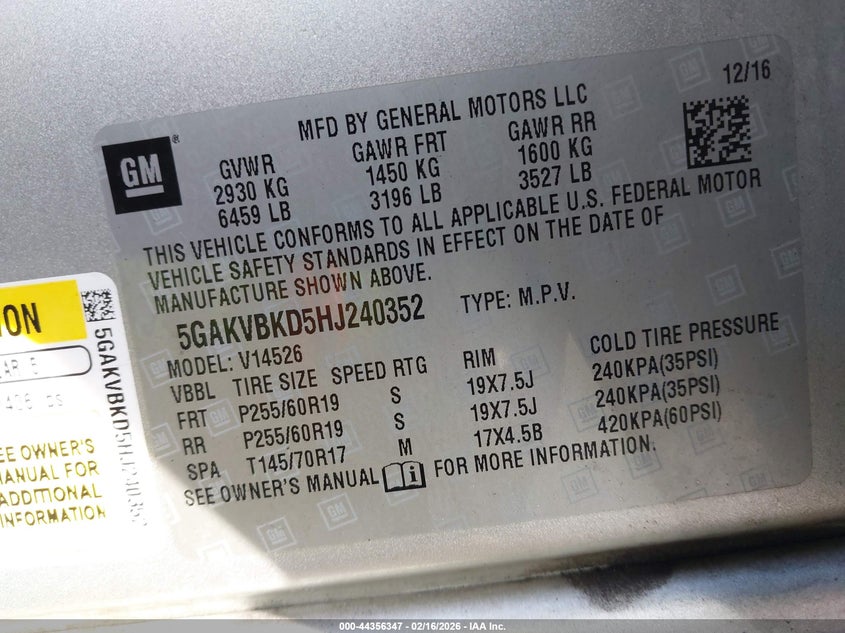 12/16
MFD BY GENERAL MOTORS LLC
GM
®
GVWR GAWR FRT GAWR RR
2930 KG 1450 KG 1600 KG
6459 LB 3196 LB 3527 LB
THIS VEHICLE CONFORMS TO ALL APPLICABLE U.S. FEDERAL MOTOR
VEHICLE SAFETY STANDARDS IN EFFECT ON THE DATE OF
MANUFACTURE SHOWN ABOVE.
5GAKVBKD5HJ240352 TYPE: M.P.V.
MODEL: V14526
VBBL TIRE SIZE SPEED RTG RIM COLD TIRE PRESSURE
FRT P255/60R19 S 19X7.5J 240KPA(35PSI)
RR P255/60R19 S 19X7.5J 240KPA(35PSI)
SPA T145/70R17 M 17X4.5B 420KPA(60PSI)
SEE OWNER'S MANUAL FOR MORE INFORMATION.
5GAKVBKD5HJ240352
SEE OWNER'S
MANUAL FOR
ADDITIONAL
INFORMATION
000-44356347 - 02/16/2026 - IAA Inc.